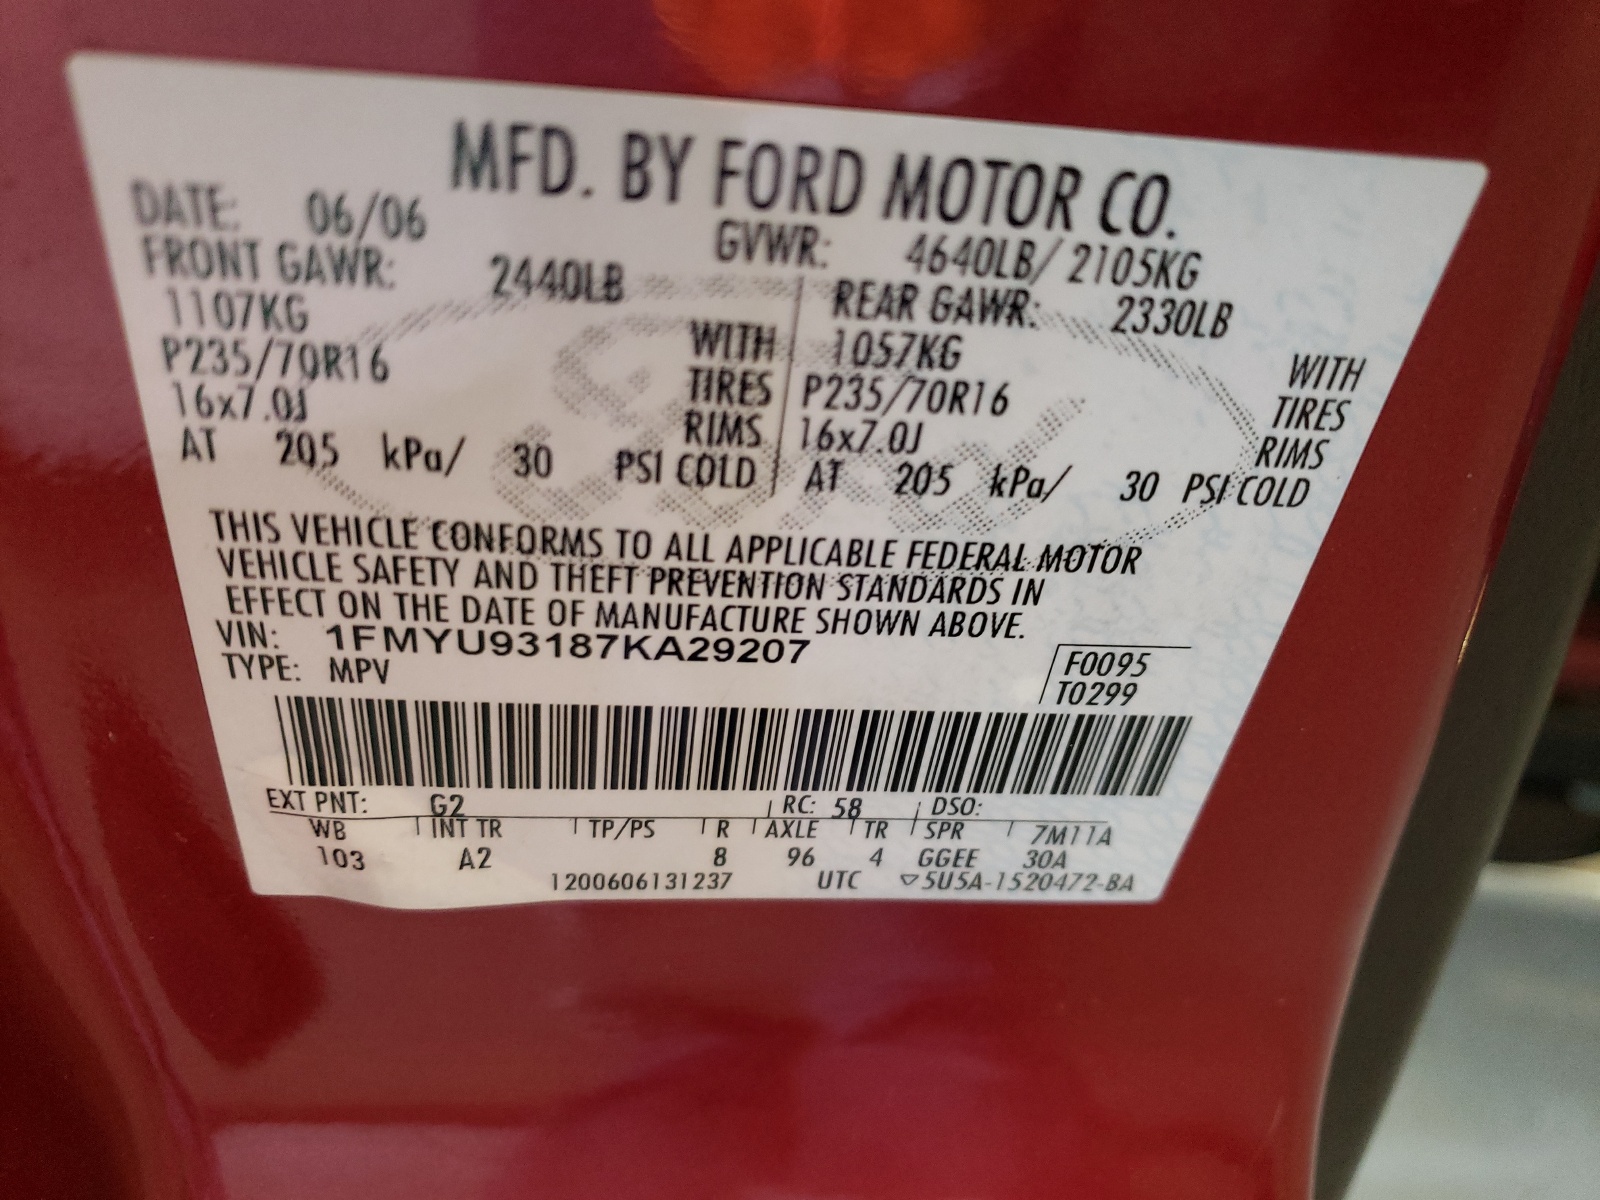 MFD. BY FORD MOTOR CO.
DATE: 06/06 GVWR: 4640LB/ 2105KG
FRONT GAWR: 2440LB REAR GAWR: 2330LB
1107KG WITH 1057KG WITH
P235/70R16 TIRES P235/70R16 TIRES
16x7.0J RIMS 16x7.0J RIMS
AT 205 kPa/ 30 PSI COLD AT 205 kPa/ 30 PSI COLD
THIS VEHICLE CONFORMS TO ALL APPLICABLE FEDERAL MOTOR
VEHICLE SAFETY AND THEFT PREVENTION STANDARDS IN
EFFECT ON THE DATE OF MANUFACTURE SHOWN ABOVE.
VIN: 1FMYU93187KA29207
TYPE: MPV
F0095
T0299
EXT PNT: G2 RC: 58 DSO:
WB INT TR TP/PS R AXLE TR SPR 7M11A
103 A2 8 96 4 GGEE 30A
1200606131237 UTC ▽5U5A-1520472-BA